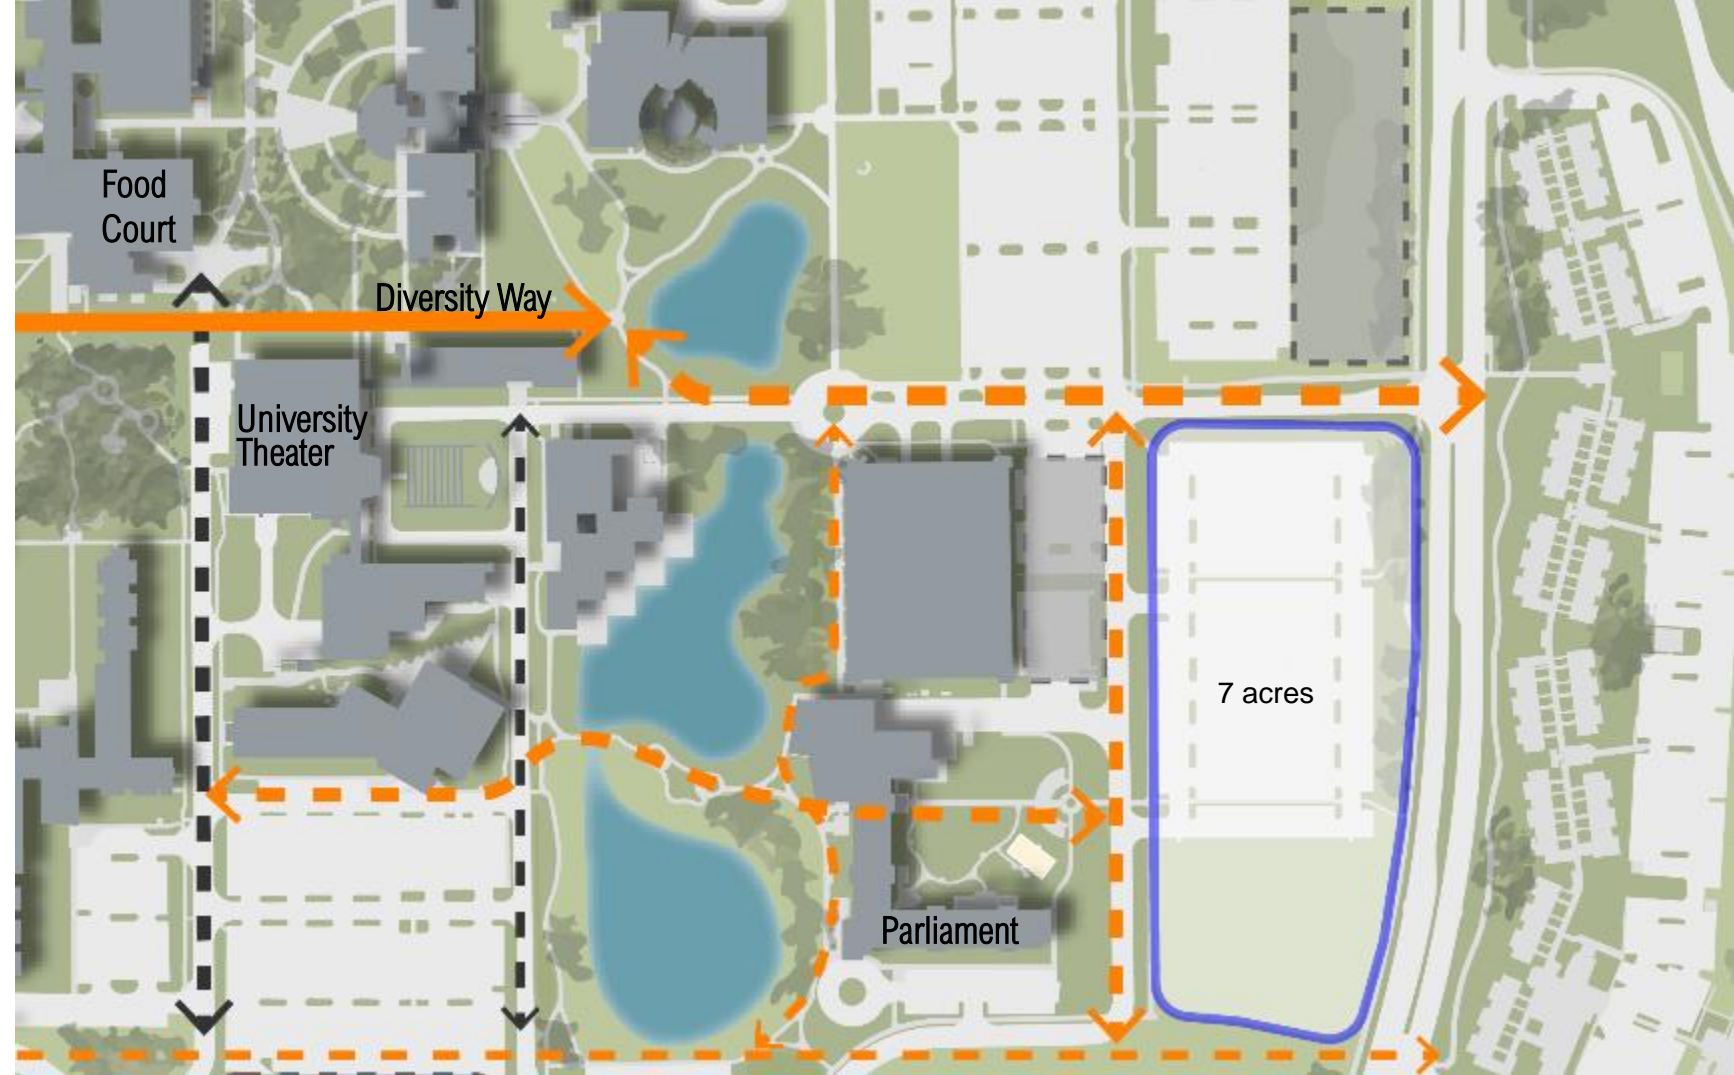 Food
Court
Diversity Way
University
Theater
7 acres
Parliament